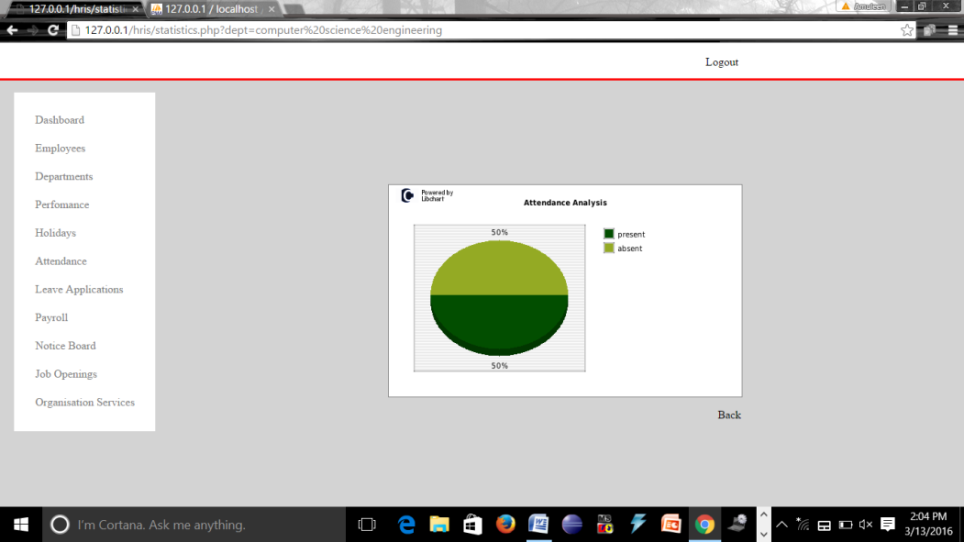 127.0.0.1/hris/statist
127.0.0.1 / localhost
127.0.0.1/hris/statistics.php?dept=computer%20science%20engineering
Logout
Dashboard
Employees
Departments
Perfomance
Holidays
Attendance
Leave Applications
Payroll
Notice Board
Job Openings
Organisation Services
Powered by
Libchart
Attendance Analysis
50%
present
absent
50%
Back
I'm Cortana. Ask me anything.
2:04 PM
3/13/2016